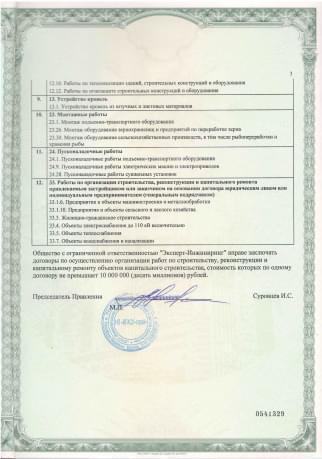 3
12.10. Работы по теплоизоляции зданий, строительных конструкций и оборудования
12.12. Работы по огнезащите строительных конструкций и оборудования
9. 13. Устройство кровель
13.1. Устройство кровель из штучных и листовых материалов
10. 23. Монтажные работы
23.1. Монтаж подъемно-транспортного оборудования
23.26. Монтаж оборудования зернохранилищ и предприятий по переработке зерна
23.30. Монтаж оборудования сельскохозяйственных производств, в том числе рыбопереработки и
хранения рыбы
11. 24. Пусконаладочные работы
24.1. Пусконаладочные работы подъемно-транспортного оборудования
24.9. Пусконаладочные работы электрических машин и электроприводов
24.28. Пусконаладочные работы сушильных установок
12. 33. Работы по организации строительства, реконструкции и капитального ремонта
привлекаемым застройщиком или заказчиком на основании договора юридическим лицом или
индивидуальным предпринимателем (генеральным подрядчиком)
33.1.6. Предприятия и объекты машиностроения и металлообработки
33.1.10. Предприятия и объекты сельского и лесного хозяйства
33.3. Жилищно-гражданское строительство
33.4. Объекты электроснабжения до 110 кВ включительно
33.5. Объекты теплоснабжения
33.7. Объекты водоснабжения и канализации
Общество с ограниченной ответственностью "Эксперт-Инжиниринг" вправе заключать
договоры по осуществлению организации работ по строительству, реконструкции и
капитальному ремонту объектов капитального строительства, стоимость которых по одному
договору не превышает 10 000 000 (десять миллионов) рублей.
Председатель Правления Суровцев И.С.
М.П.
0541329